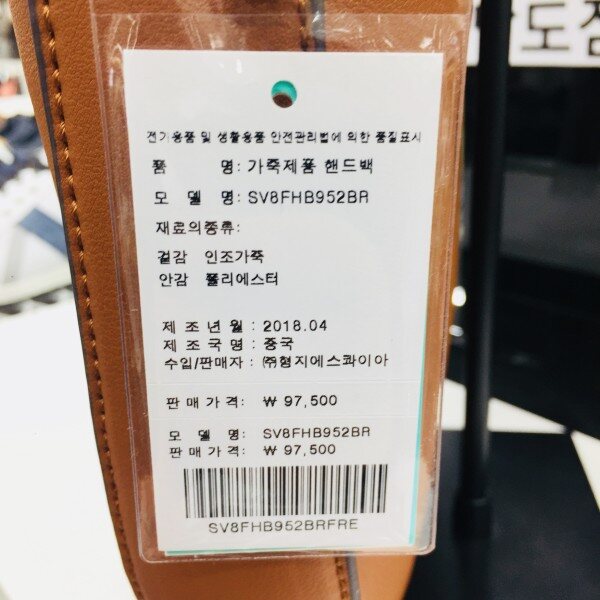 전기용품 및 생활용품 안전관리법에 의한 품질표시
품 명: 가죽제품 핸드백
모 델 명: SV8FHB952BR
재료의종류:
겉감 인조가죽
안감 폴리에스터
제 조 년 월 : 2018.04
제 조 국 명 : 중국
수입/판매자 : ㈜형지에스콰이아
판 매 가 격: ₩ 97,500
모 델 명: SV8FHB952BR
판 매 가 격: ₩ 97,500
SV8FHB952BRFRE